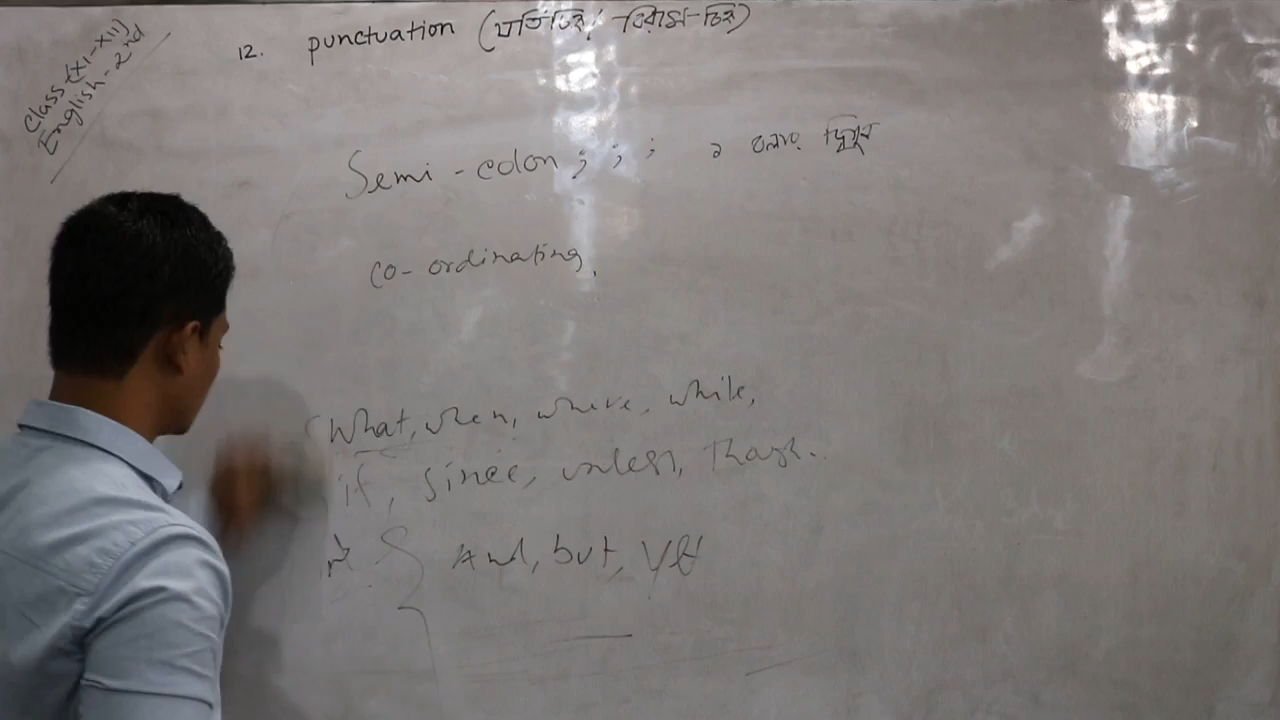 Class (XI-XII)
English-2nd
12. punctuation (যতিচিহ্ন/ বিরাম-চিহ্ন)
Semi-colon ; ; ; ১ বলার দ্বিগুন
co-ordinating.
What, when, where, while,
if, since, unless,
And, but, yet